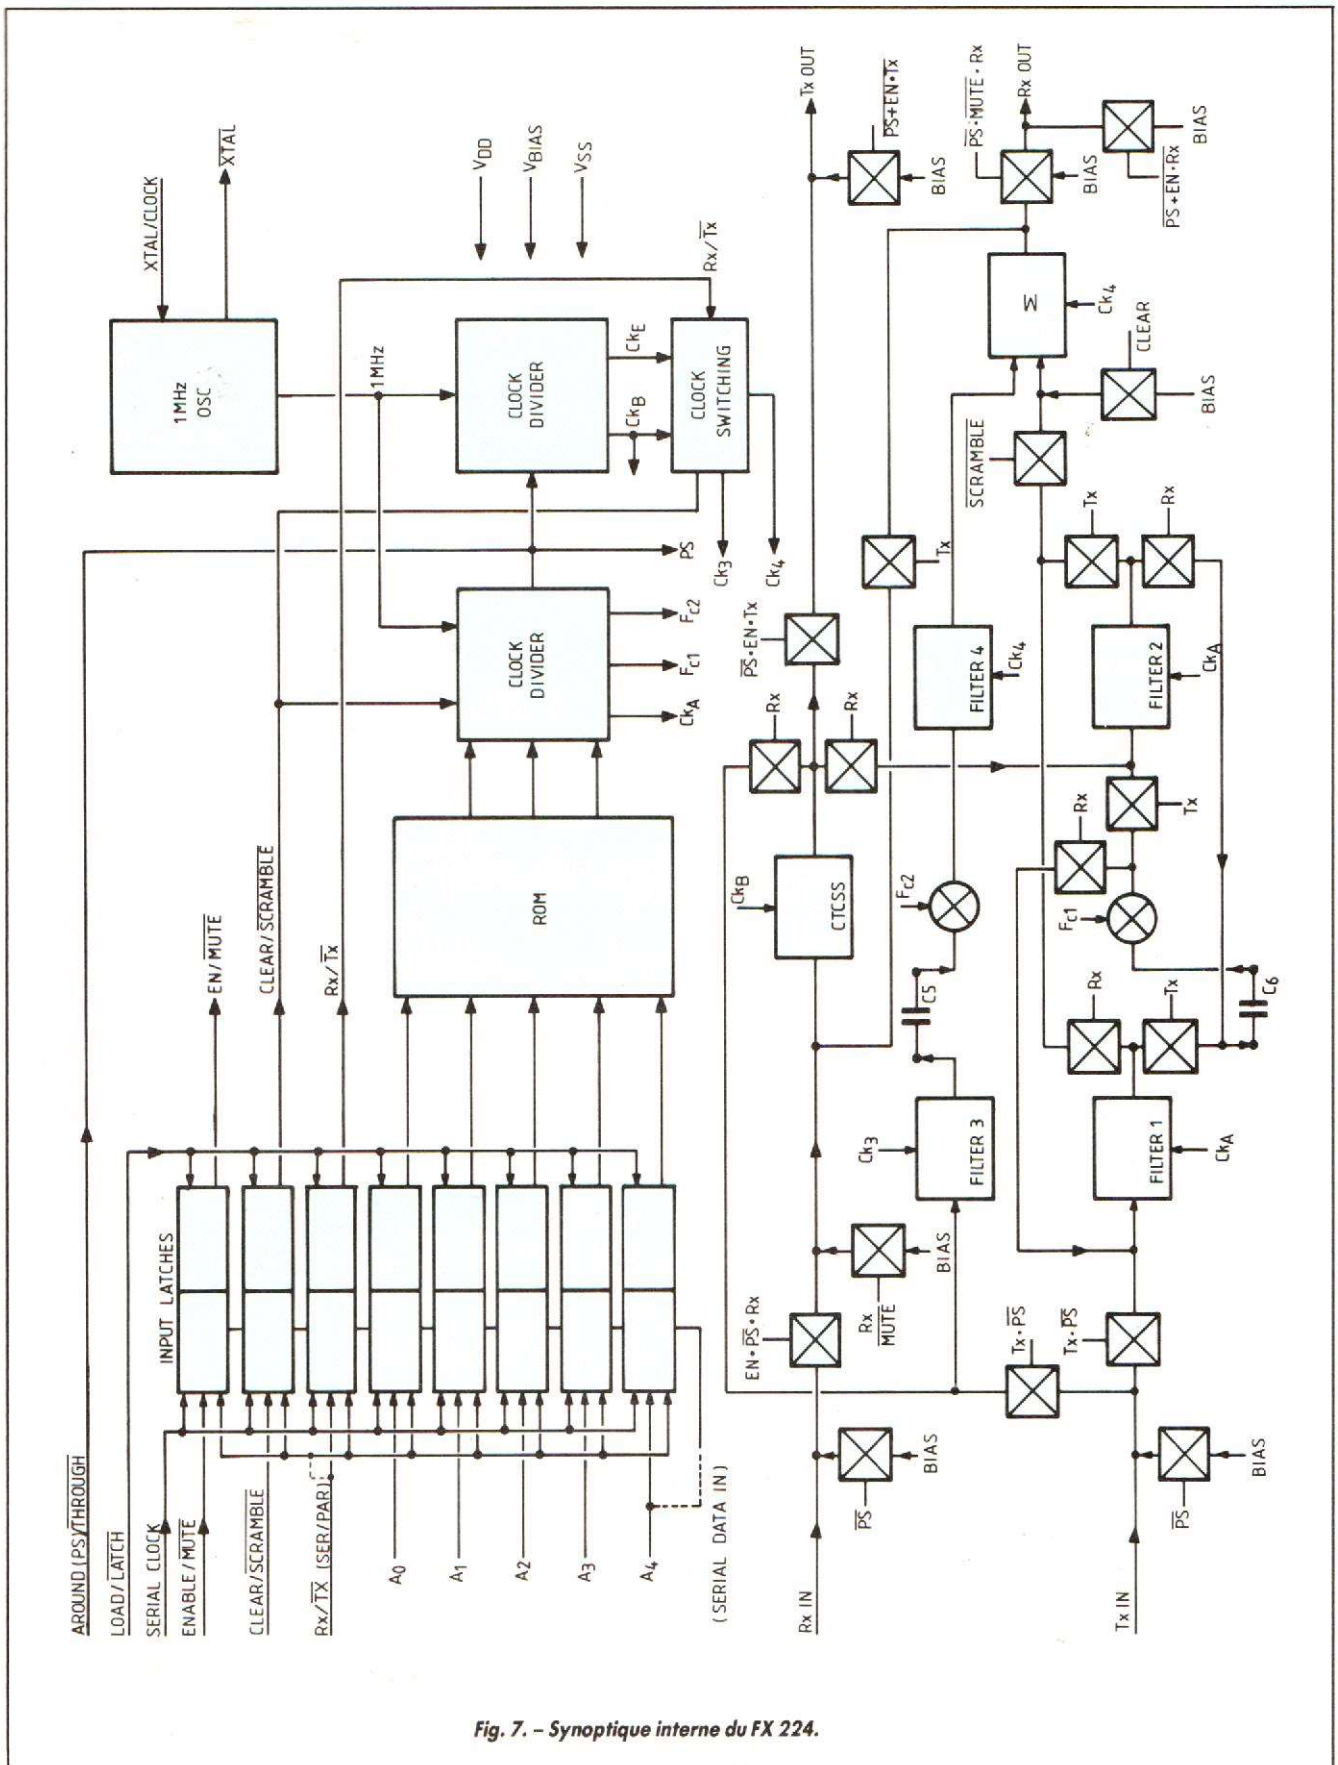 AROUND (PS)/THROUGH
LOAD/LATCH
SERIAL CLOCK
ENABLE/MUTE
CLEAR/SCRAMBLE
Rx/TX (SER/PAR)
A0
A1
A2
A3
A4
(SERIAL DATA IN)
INPUT LATCHES
EN/MUTE
CLEAR/SCRAMBLE
Rx/Tx
ROM
CLOCK
DIVIDER
CkA
Fc1
Fc2
PS
1MHz
OSC
XTAL/CLOCK
XTAL
1MHz
CLOCK
DIVIDER
CkB
CkE
CLOCK
SWITCHING
Ck3
Ck4
Rx/Tx
VDD
VBIAS
VSS
Rx IN
PS
BIAS
EN·PS·Rx
Rx
MUTE
BIAS
CkB
CTCSS
Rx
Rx
PS·EN·Tx
Tx OUT
PS+EN·Tx
BIAS
Ck3
FILTER 3
C5
Fc2
FILTER 4
Ck4
Tx
Σ
Ck4
PS·MUTE·Rx
Rx OUT
BIAS
PS+EN·Rx
BIAS
SCRAMBLE
CLEAR
BIAS
Tx IN
PS
BIAS
Tx·PS
Tx·PS
FILTER 1
CkA
Rx
Tx
C6
Fc1
Rx
Tx
FILTER 2
CkA
Tx
Rx
Fig. 7. – Synoptique interne du FX 224.